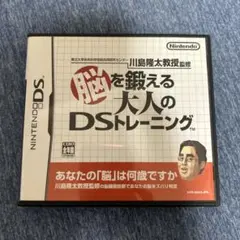 川島隆太教授監修
Nintendo
脳を鍛える
大人の
DSトレーニング™
NINTENDO DS
あなたの「脳」は何歳ですか